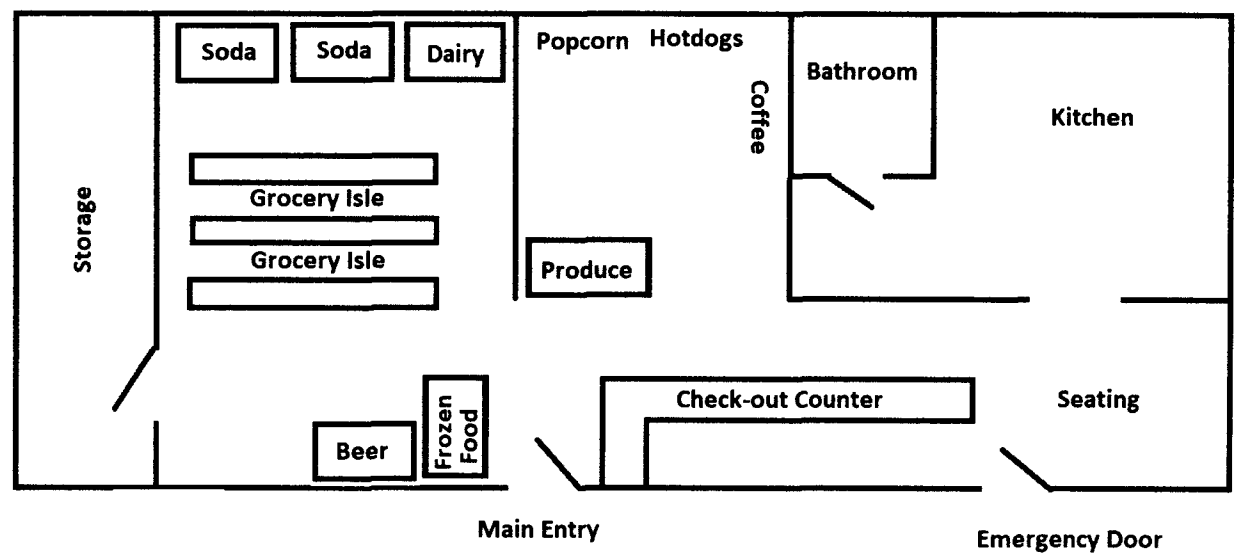 Soda
Soda
Dairy
Popcorn
Hotdogs
Coffee
Bathroom
Kitchen
Storage
Grocery Isle
Grocery Isle
Produce
Check-out Counter
Seating
Beer
Frozen
Food
Main Entry
Emergency Door